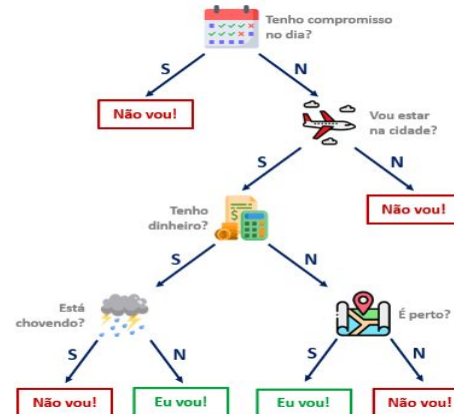 Tenho compromisso
no dia?
S
N
Não vou!
Vou estar
na cidade?
S
N
Tenho
dinheiro?
Não vou!
S
N
Está
chovendo?
É perto?
S
N
S
N
Não vou!
Eu vou!
Eu vou!
Não vou!